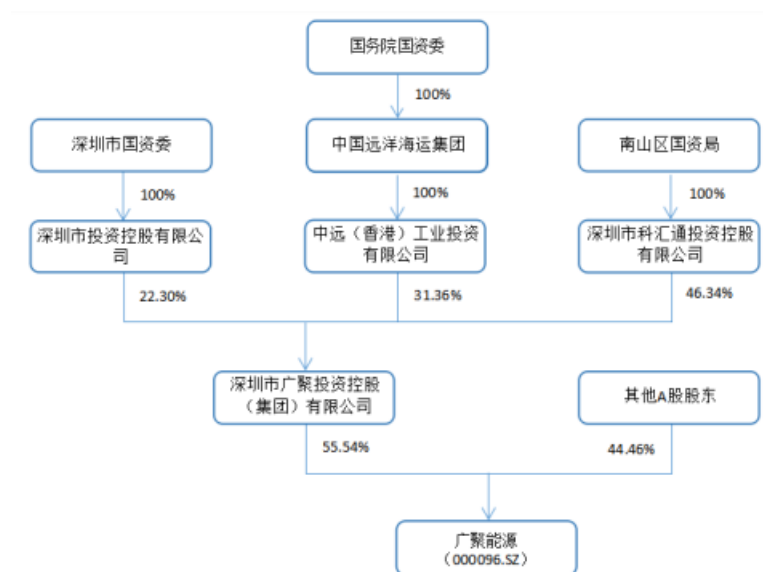 国务院国资委
100%
深圳市国资委
中国远洋海运集团
南山区国资局
100%
100%
100%
深圳市投资控股有限公
司
中远（香港）工业投资
有限公司
深圳市科汇通投资控股
有限公司
22.30%
31.36%
46.34%
深圳市广聚投资控股
（集团）有限公司
其他A股股东
55.54%
44.46%
广聚能源
（000096.SZ）